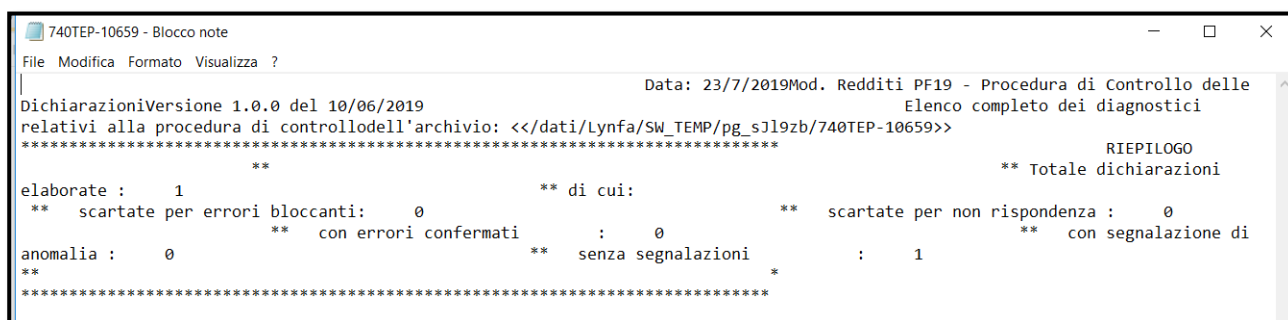 740TEP-10659 - Blocco note
File Modifica Formato Visualizza ?
Data: 23/7/2019Mod. Redditi PF19 - Procedura di Controllo delle
DichiarazioniVersione 1.0.0 del 10/06/2019 Elenco completo dei diagnostici
relativi alla procedura di controllodell'archivio: <</dati/Lynfa/SW_TEMP/pg_sJl9zb/740TEP-10659>>
******************************************************************************* RIEPILOGO
** ** Totale dichiarazioni
elaborate : 1 ** di cui:
** scartate per errori bloccanti: 0 ** scartate per non rispondenza : 0
** con errori confermati : 0 ** con segnalazione di
anomalia : 0 ** senza segnalazioni : 1
** *
******************************************************************************